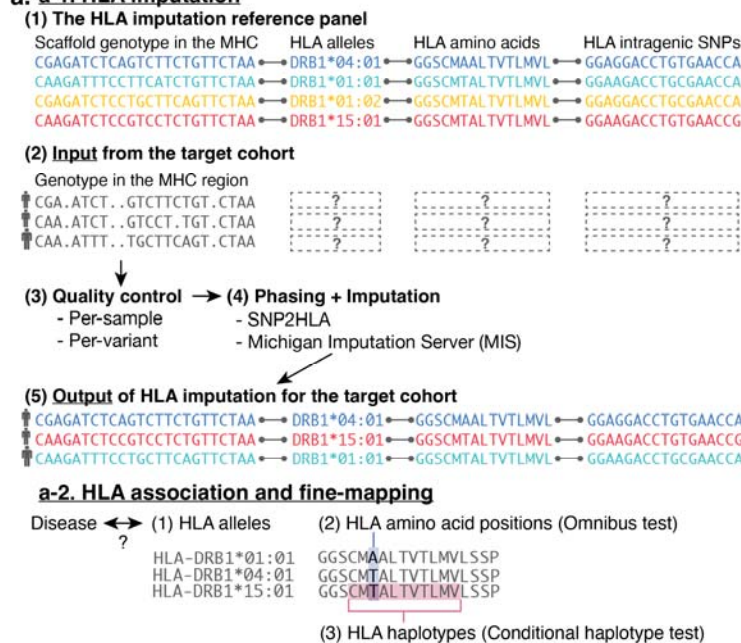 a. a-1. HLA imputation
(1) The HLA imputation reference panel
Scaffold genotype in the MHC HLA alleles HLA amino acids HLA intragenic SNPs
CGAGATCTCAGTCTTCTGTTCTAA DRB1*04:01 GGSCMAALTVTLMVL GGAGGACCTGTGAACCA
CAAGATTTCCTTCATCTGTTCTAA DRB1*01:01 GGSCMTALTVTLMVL GGAAGACCTGCGAACCA
CGAGATCTCCTGCTTCAGTTCTAA DRB1*01:02 GGSCMTALTVTLMVL GGAGGACCTGCGAACCA
CAAGATCTCCGTCCTCTGTTCTAA DRB1*15:01 GGSCMTALTVTLMVL GGAAGACCTGTGAACCG
(2) Input from the target cohort
Genotype in the MHC region
CGA.ATCT..GTCTTCTGT.CTAA ? ? ?
CAA.ATCT..GTCCT.TGT.CTAA ? ? ?
CAA.ATTT..TGCTTCAGT.CTAA ? ? ?
(3) Quality control (4) Phasing + Imputation
- Per-sample - SNP2HLA
- Per-variant - Michigan Imputation Server (MIS)
(5) Output of HLA imputation for the target cohort
CGAGATCTCAGTCTTCTGTTCTAA DRB1*04:01 GGSCMAALTVTLMVL GGAGGACCTGTGAACCA
CAAGATCTCCGTCCTCTGTTCTAA DRB1*15:01 GGSCMTALTVTLMVL GGAAGACCTGTGAACCG
CAAGATTTCCTGCTTCAGTTCTAA DRB1*01:01 GGSCMTALTVTLMVL GGAAGACCTGCGAACCA
a-2. HLA association and fine-mapping
Disease (1) HLA alleles (2) HLA amino acid positions (Omnibus test)
?
HLA-DRB1*01:01 GGSCMAALTVTLMVLSSP
HLA-DRB1*04:01 GGSCMTALTVTLMVLSSP
HLA-DRB1*15:01 GGSCMTALTVTLMVLSSP
(3) HLA haplotypes (Conditional haplotype test)